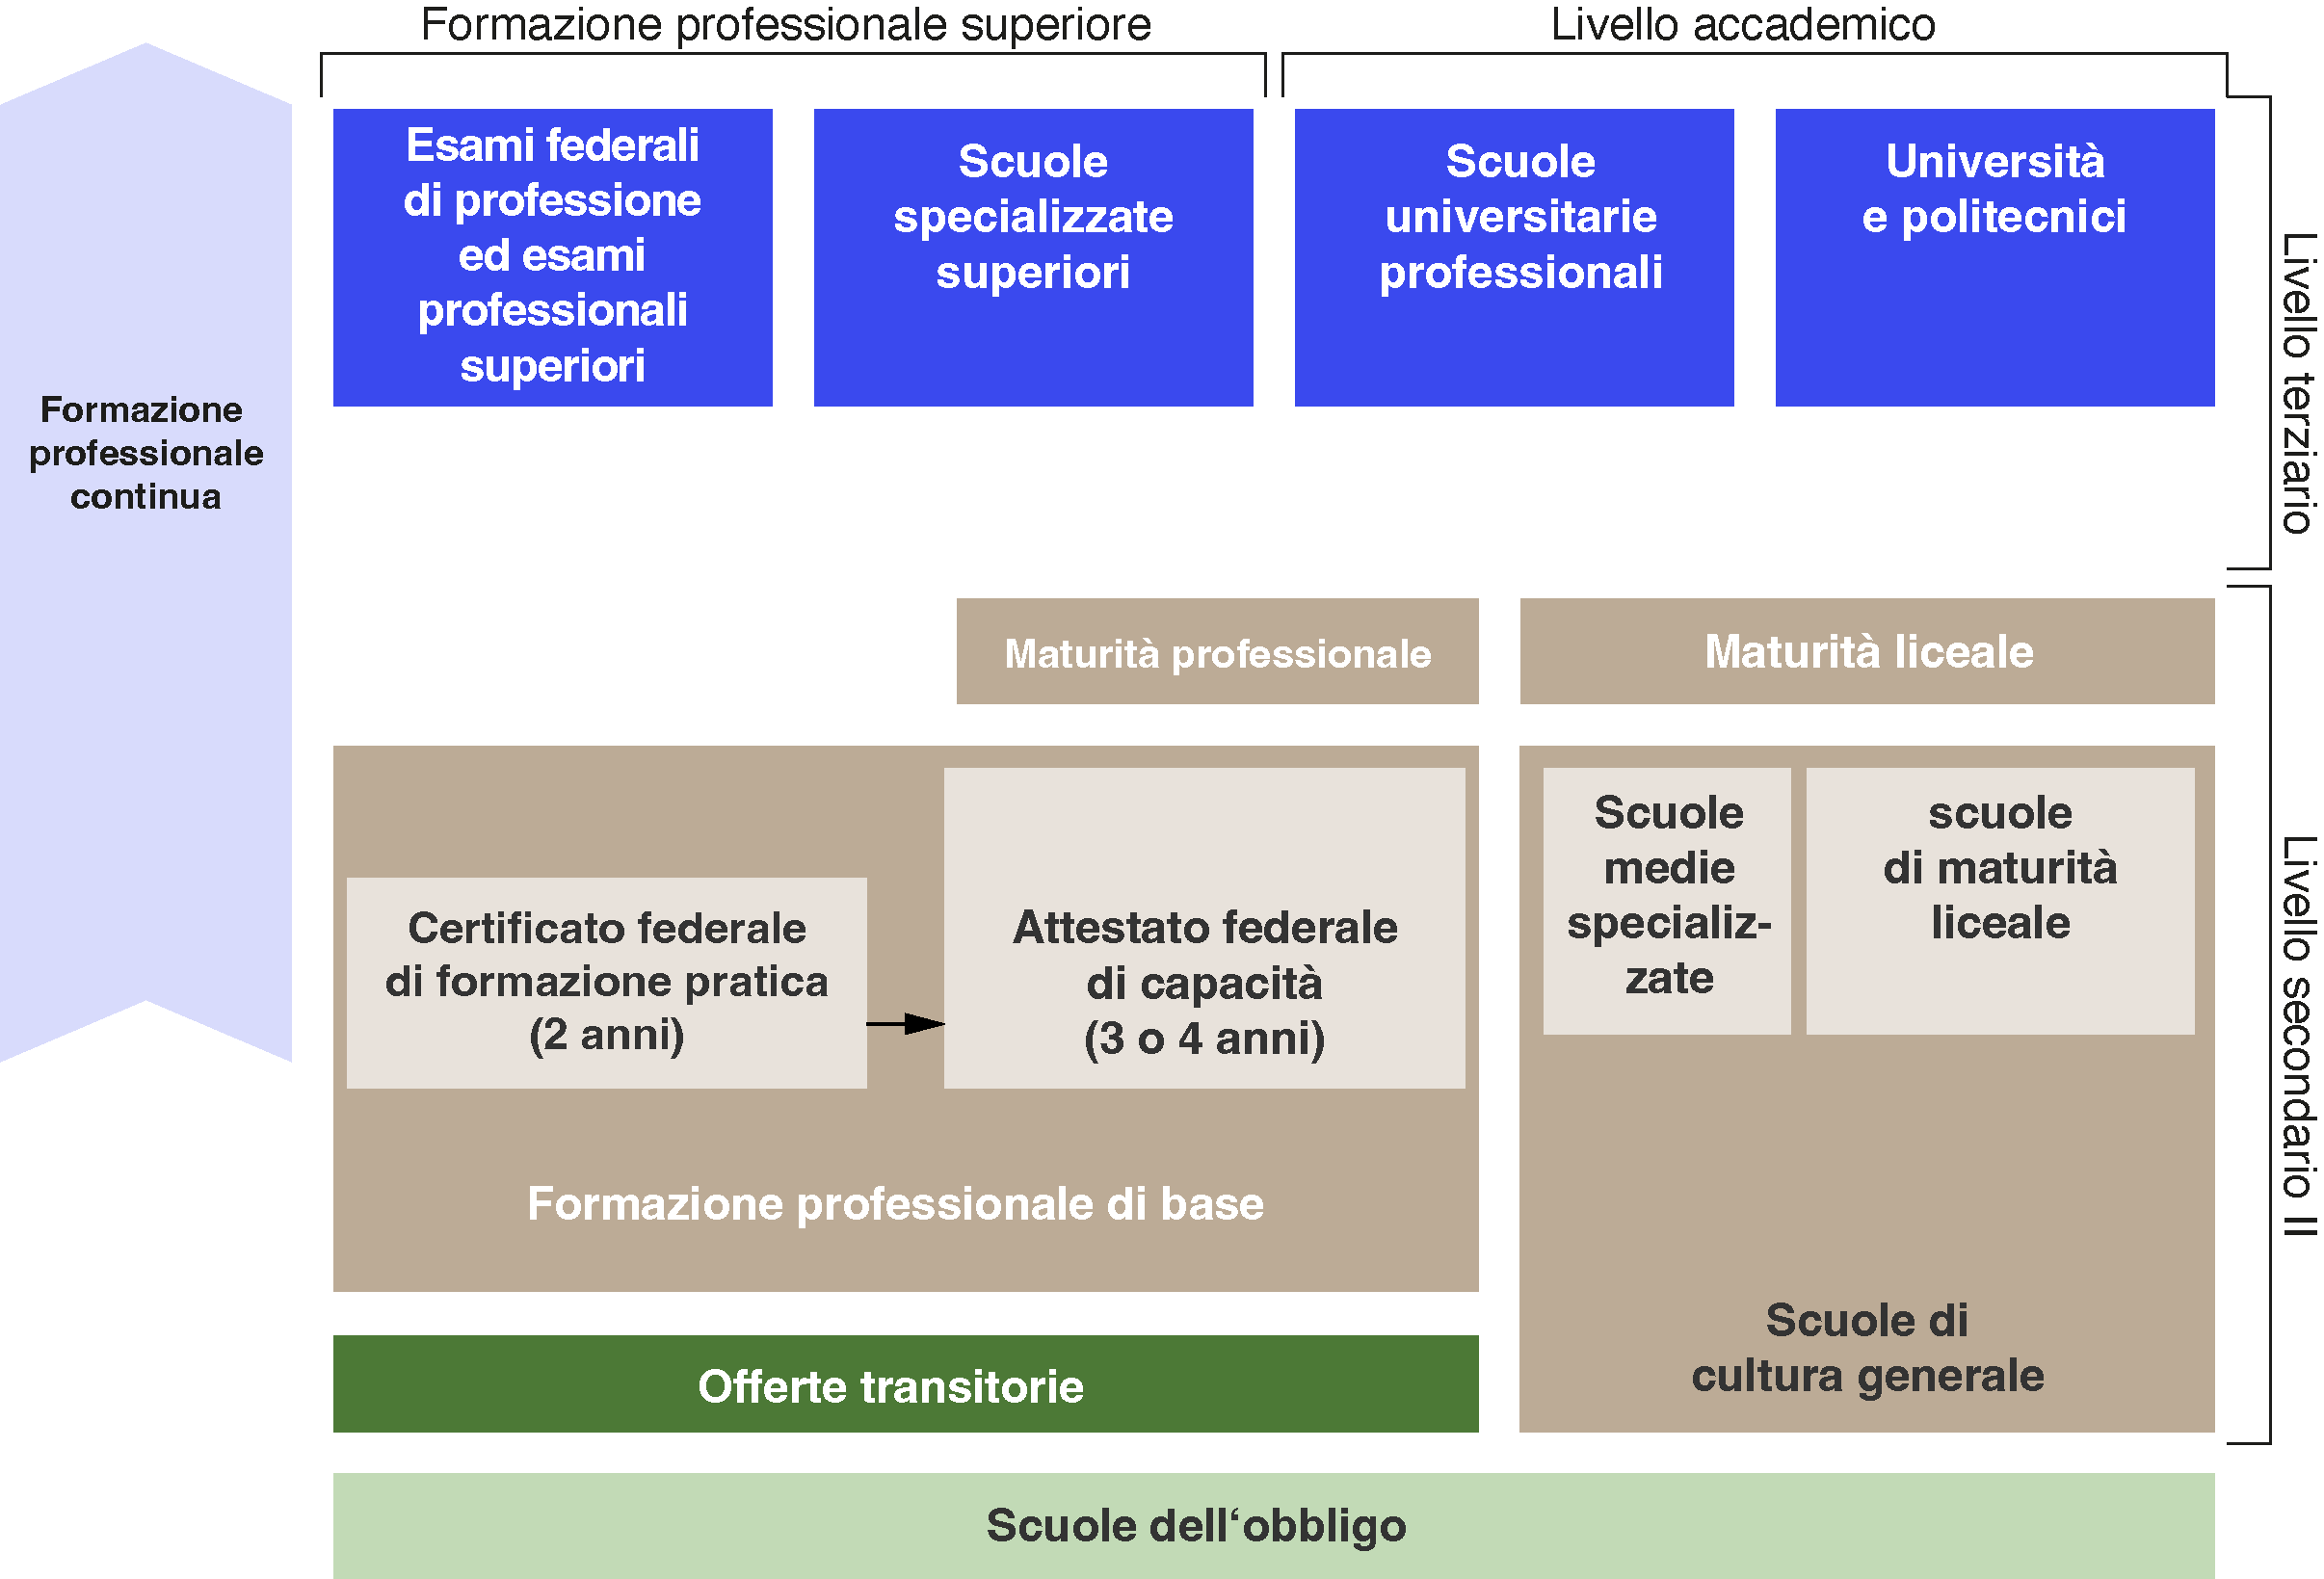 Formazione professionale superiore
Livello accademico
Esami federali
di professione
ed esami
professionali
superiori
Scuole
specializzate
superiori
Scuole
universitarie
professionali
Università
e politecnici
Livello terziario
Formazione
professionale
continua
Maturità professionale
Maturità liceale
Certificato federale
di formazione pratica
(2 anni)
Attestato federale
di capacità
(3 o 4 anni)
Formazione professionale di base
Scuole
medie
specializ-
zate
scuole
di maturità
liceale
Scuole di
cultura generale
Livello secondario II
Offerte transitorie
Scuole dell‘obbligo